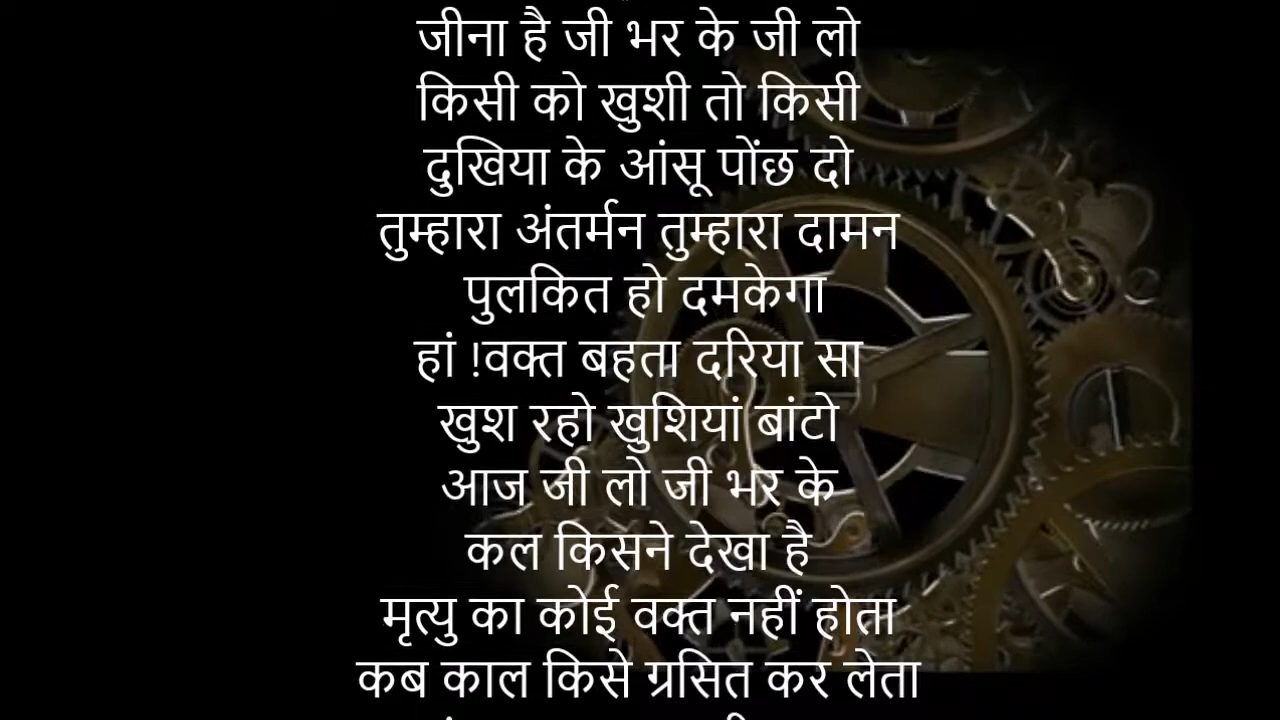 जीना है जी भर के जी लो
किसी को खुशी तो किसी
दुखिया के आंसू पोंछ दो
तुम्हारा अंतर्मन तुम्हारा दामन
पुलकित हो दमकेगा
हां !वक्त बहता दरिया सा
खुश रहो खुशियां बांटो
आज जी लो जी भर के
कल किसने देखा है
मृत्यु का कोई वक्त नहीं होता
कब काल किसे ग्रसित कर लेता